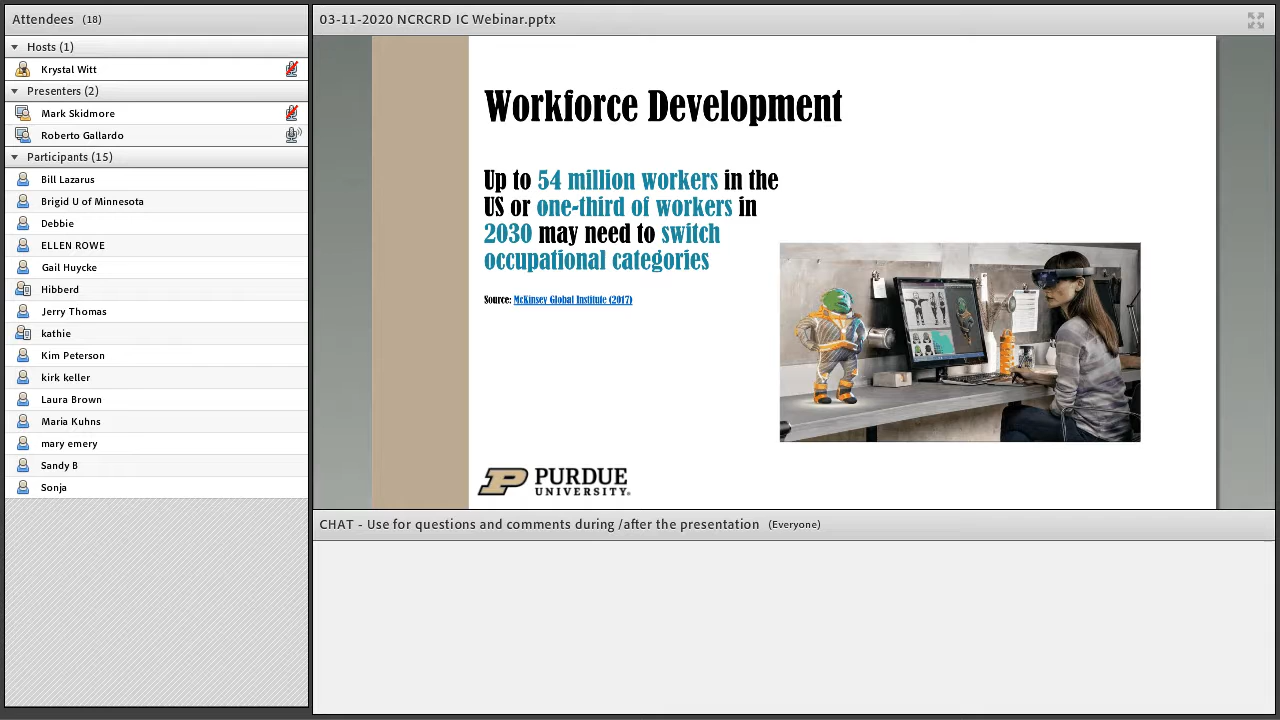 Attendees (18)
Hosts (1)
Krystal Witt
Presenters (2)
Mark Skidmore
Roberto Gallardo
Participants (15)
Bill Lazarus
Brigid U of Minnesota
Debbie
ELLEN ROWE
Gail Huycke
Hibberd
Jerry Thomas
kathie
Kim Peterson
kirk keller
Laura Brown
Maria Kuhns
mary emery
Sandy B
Sonja
03-11-2020 NCRCRD IC Webinar.pptx
Workforce Development
Up to 54 million workers in the
US or one-third of workers in
2030 may need to switch
occupational categories
Source: McKinsey Global Institute (2017)
PURDUE
UNIVERSITY.
CHAT - Use for questions and comments during /after the presentation (Everyone)